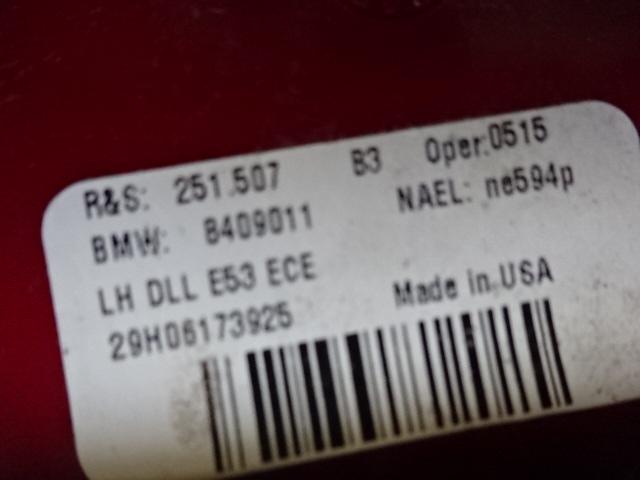 R&S: 251.507 B3 Oper:0515
BMW: 8409011 NAEL: ne594p
LH DLL E53 ECE
29H06173925 Made in USA